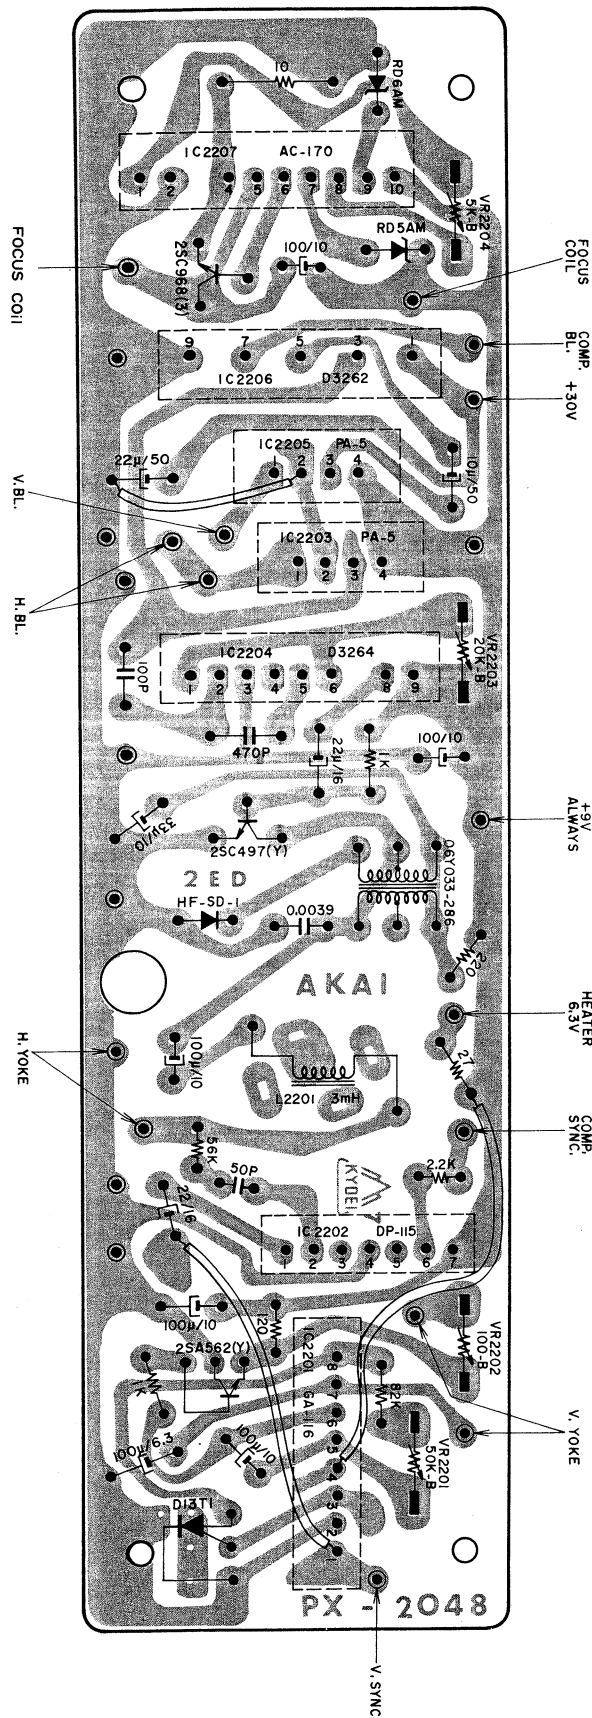 10
RD6AM
IC2207 AC-170
1 2 4 5 6 7 8 9 10
VR2204
5K-B
2SC968(3)
100/10
RD5AM
FOCUS COil
FOCUS
COIL
COMP.
BL.
+30V
9 7 5 3 1
IC2206 D3262
IC2205 PA-5
1 2 3 4
22μ/50
10μ/50
V.BL.
H.BL.
IC2203 PA-5
1 2 3 4
VR2203
20K-B
100P
IC2204 D3264
1 2 3 4 5 6 8 9
470P
22μ/16
1K
100/10
33μ/10
2SC497(Y)
+9V
ALWAYS
2ED
HF-SD-1
0.0039
06Y033-286
220
AKAI
HEATER
6.3V
2.7
100μ/10
L2201 3mH
H.YOKE
COMP.
SYNC.
56K
50P
KYODEN
2.2K
22/16
IC2202 DP-115
1 2 3 4 5 6 7
100μ/10
120
VR2202
100-B
2SA562(Y)
IC2201 GA-116
8 7 6 5 4 3 2 1
1K
82K
V. YOKE
VR2201
50K-B
100μ/6.3
100μ/10
D13T1
PX-2048
V.SYNC